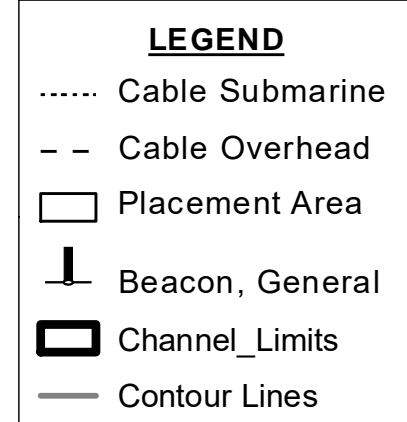 LEGEND
Cable Submarine
Cable Overhead
Placement Area
Beacon, General
Channel_Limits
Contour Lines